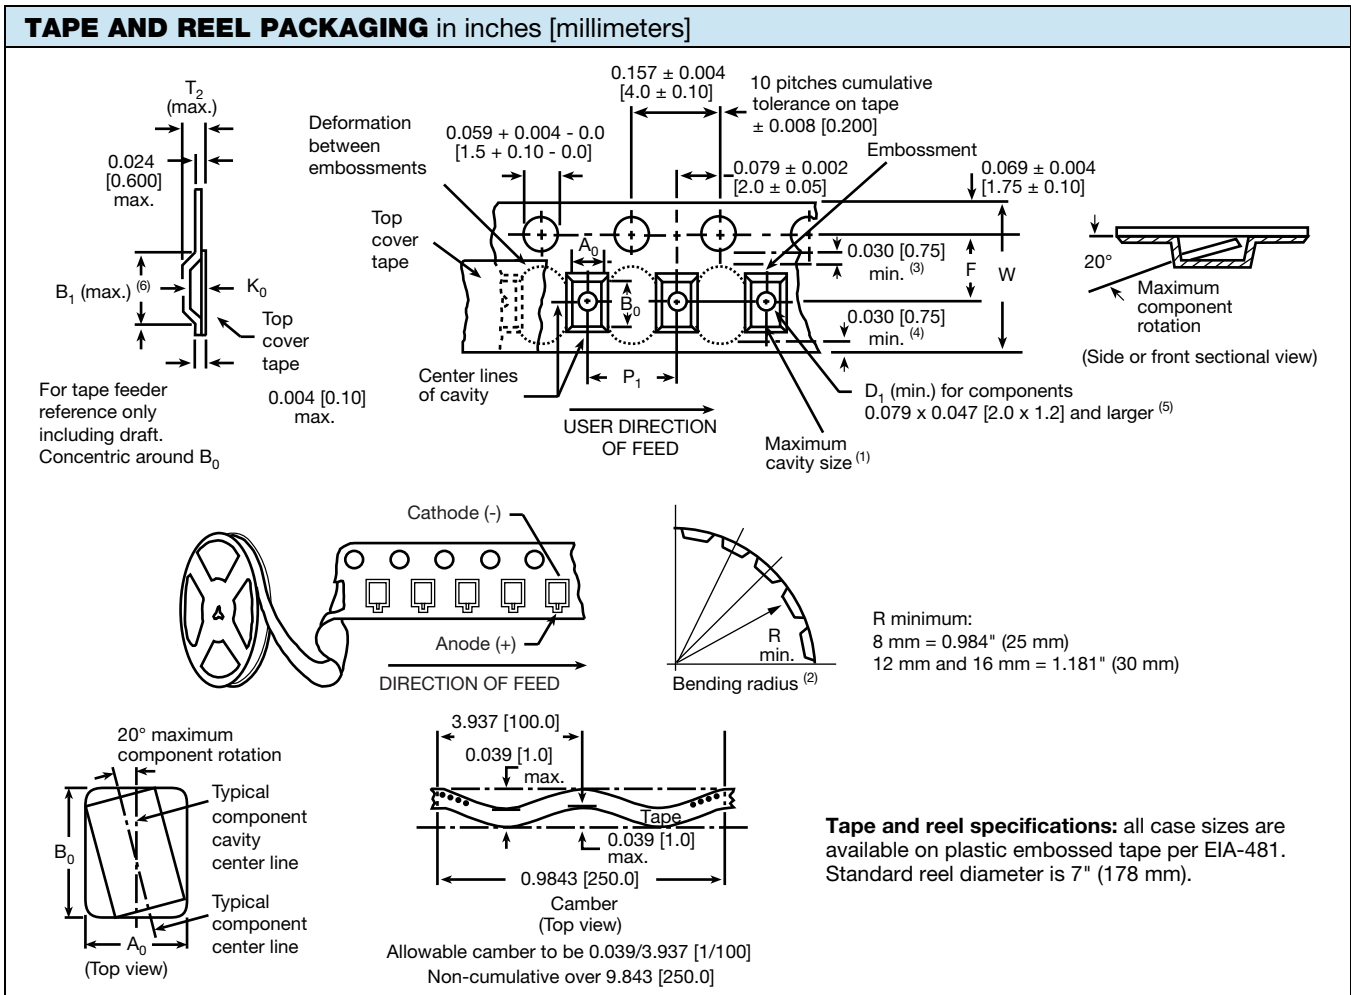 TAPE AND REEL PACKAGING in inches [millimeters]
T2
(max.)
0.024
[0.600]
max.
B1 (max.) (6)
K0
Top
cover
tape
0.004 [0.10]
max.
For tape feeder
reference only
including draft.
Concentric around B0
Deformation
between
embossments
0.059 + 0.004 - 0.0
[1.5 + 0.10 - 0.0]
0.157 ± 0.004
[4.0 ± 0.10]
10 pitches cumulative
tolerance on tape
± 0.008 [0.200]
0.079 ± 0.002
[2.0 ± 0.05]
Embossment
0.069 ± 0.004
[1.75 ± 0.10]
Top
cover
tape
A0
B0
0.030 [0.75]
min. (3)
F
W
0.030 [0.75]
min. (4)
Center lines
of cavity
P1
USER DIRECTION
OF FEED
D1 (min.) for components
0.079 x 0.047 [2.0 x 1.2] and larger (5)
Maximum
cavity size (1)
20°
Maximum
component
rotation
(Side or front sectional view)
Cathode (-)
Anode (+)
DIRECTION OF FEED
R
min.
Bending radius (2)
R minimum:
8 mm = 0.984" (25 mm)
12 mm and 16 mm = 1.181" (30 mm)
20° maximum
component rotation
Typical
component
cavity
center line
B0
Typical
component
center line
A0
(Top view)
3.937 [100.0]
0.039 [1.0]
max.
Tape
0.039 [1.0]
max.
0.9843 [250.0]
Camber
(Top view)
Allowable camber to be 0.039/3.937 [1/100]
Non-cumulative over 9.843 [250.0]
Tape and reel specifications: all case sizes are
available on plastic embossed tape per EIA-481.
Standard reel diameter is 7" (178 mm).